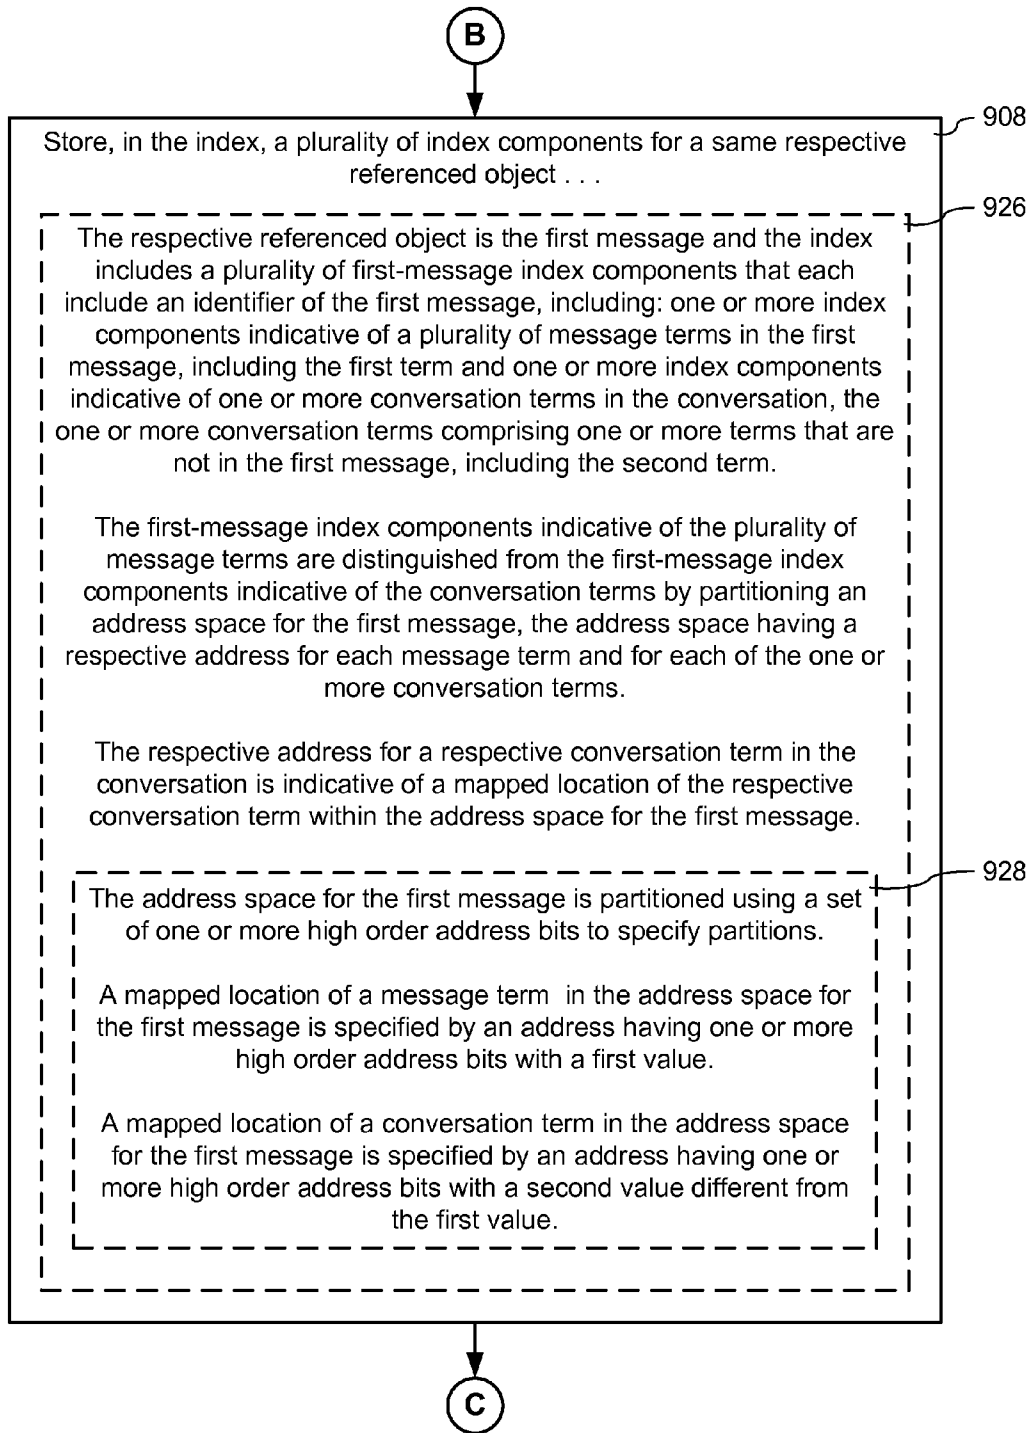 B
908
Store, in the index, a plurality of index components for a same respective
referenced object . . .
926
The respective referenced object is the first message and the index
includes a plurality of first-message index components that each
include an identifier of the first message, including: one or more index
components indicative of a plurality of message terms in the first
message, including the first term and one or more index components
indicative of one or more conversation terms in the conversation, the
one or more conversation terms comprising one or more terms that are
not in the first message, including the second term.
The first-message index components indicative of the plurality of
message terms are distinguished from the first-message index
components indicative of the conversation terms by partitioning an
address space for the first message, the address space having a
respective address for each message term and for each of the one or
more conversation terms.
The respective address for a respective conversation term in the
conversation is indicative of a mapped location of the respective
conversation term within the address space for the first message.
928
The address space for the first message is partitioned using a set
of one or more high order address bits to specify partitions.
A mapped location of a message term in the address space for
the first message is specified by an address having one or more
high order address bits with a first value.
A mapped location of a conversation term in the address space
for the first message is specified by an address having one or
more high order address bits with a second value different from
the first value.
C